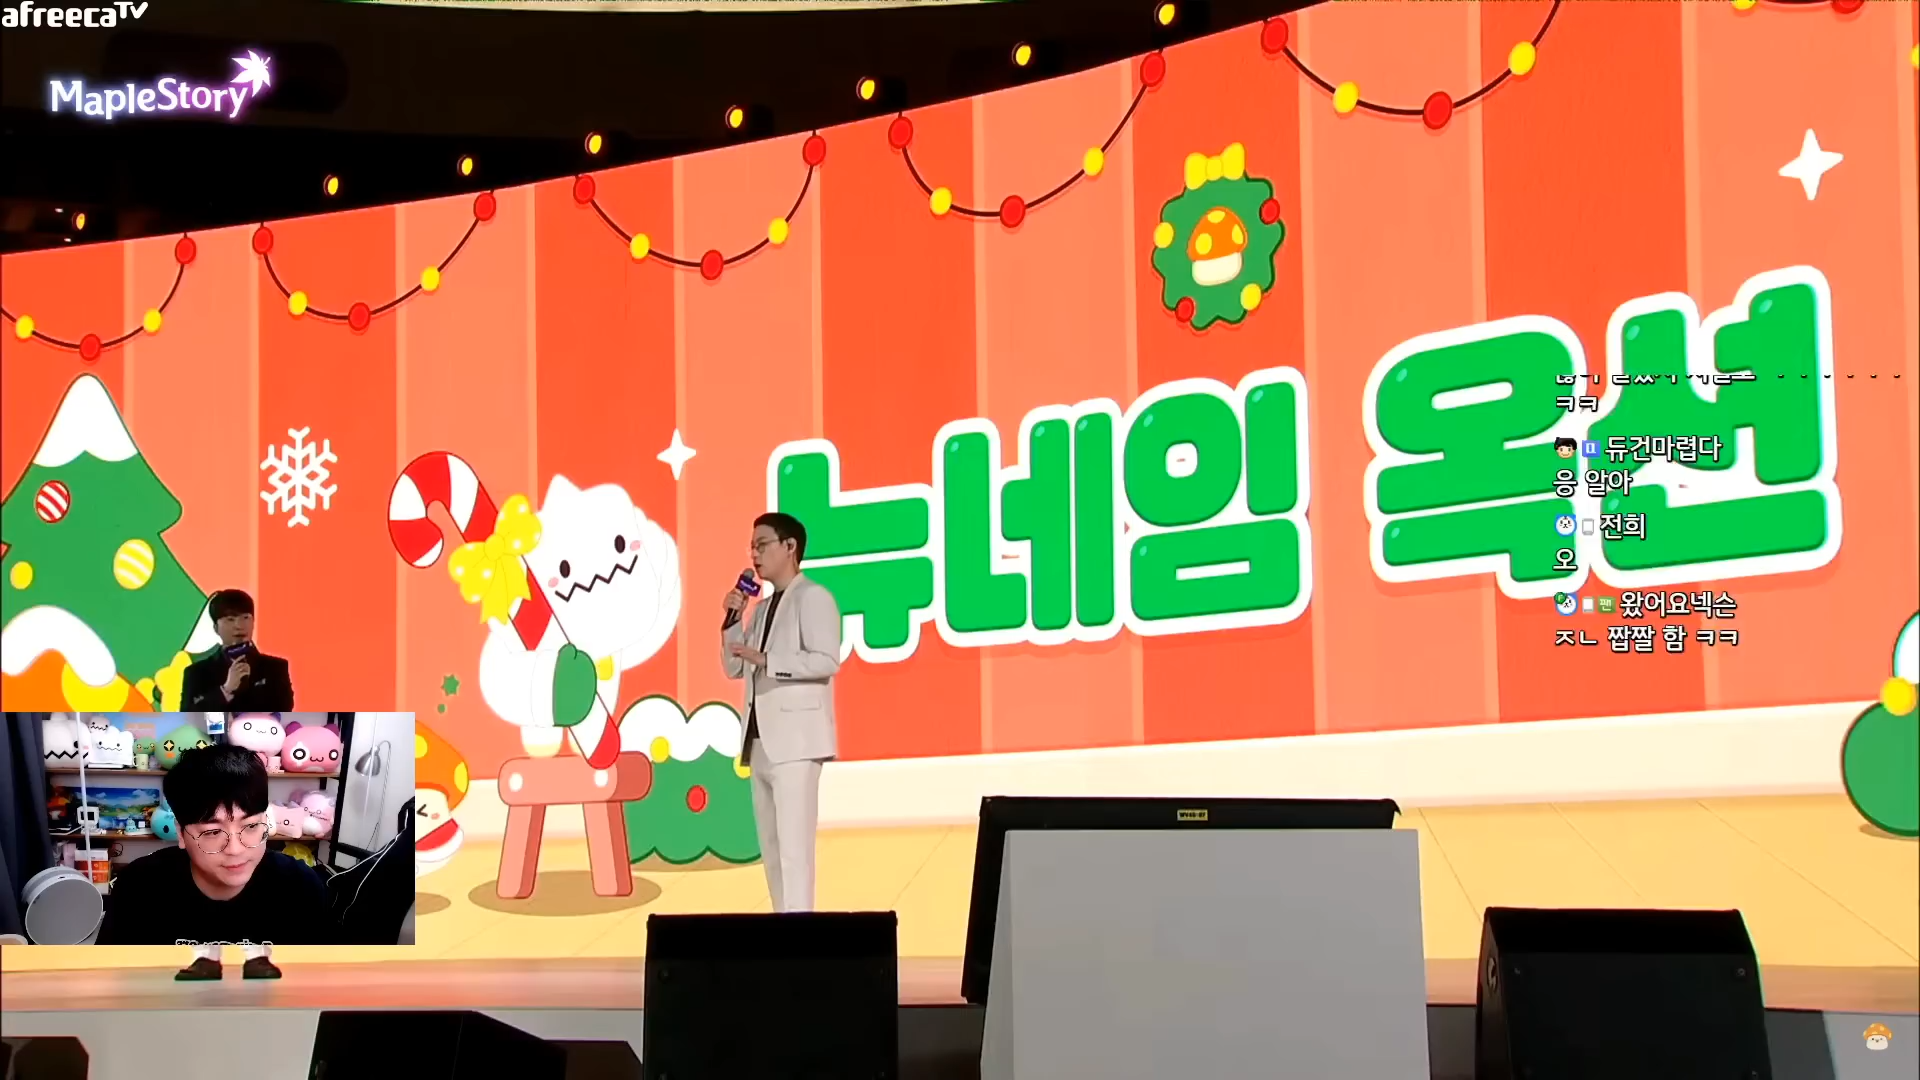 afreecaTV
MapleStory
뉴네임 옥션
ㅋㅋ
듀건마렵다
응 알아
전희
오
팬 왔어요넥슨
ㅈㄴ 짭짤 함 ㅋㅋ